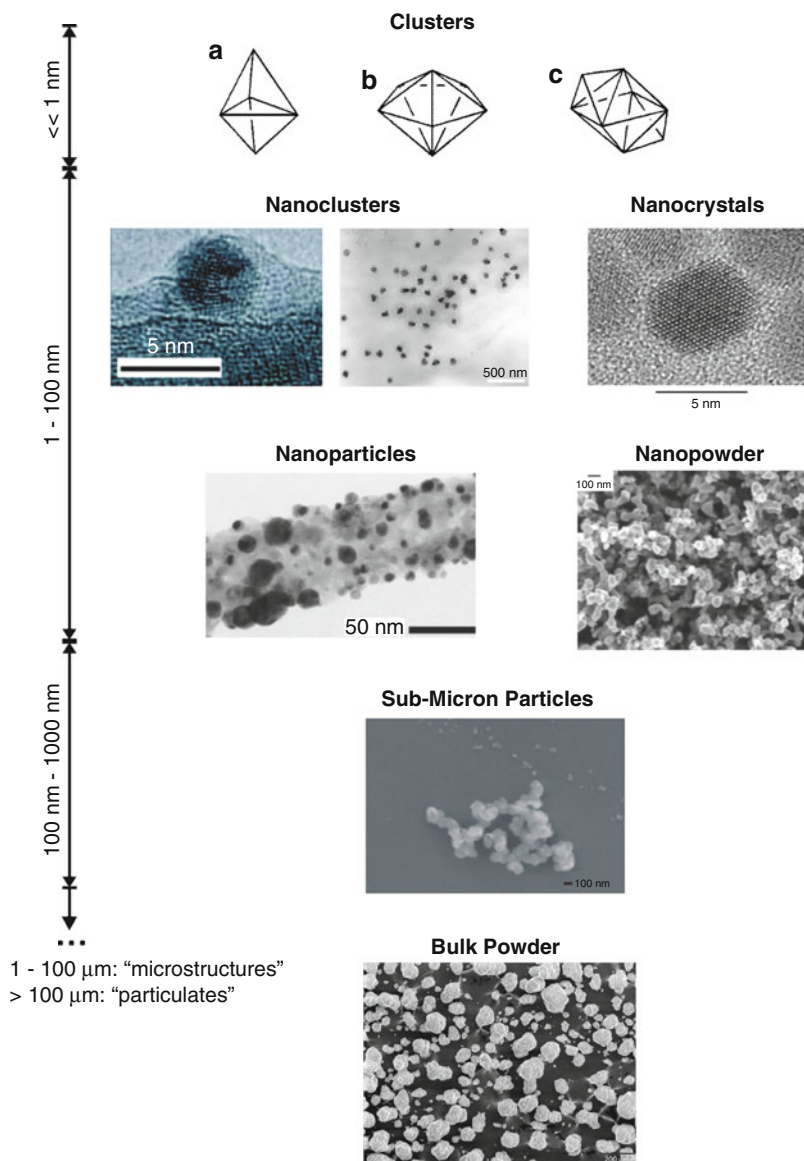 Clusters
a
b
c
<< 1 nm
Nanoclusters
Nanocrystals
5 nm
500 nm
5 nm
1 - 100 nm
Nanoparticles
Nanopowder
100 nm
50 nm
Sub-Micron Particles
100 nm - 1000 nm
100 nm
1 - 100 μm: “microstructures”
> 100 μm: “particulates”
Bulk Powder